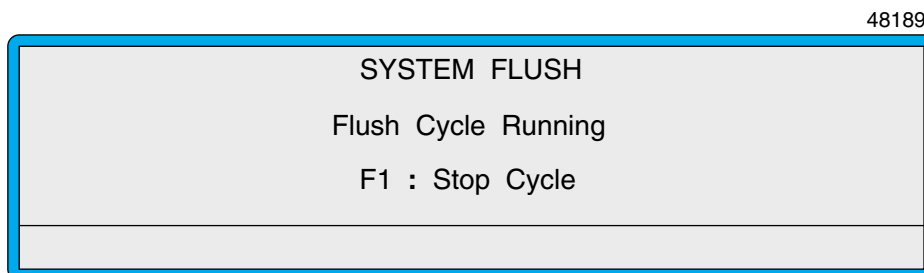 48189
SYSTEM FLUSH
Flush Cycle Running
F1 : Stop Cycle